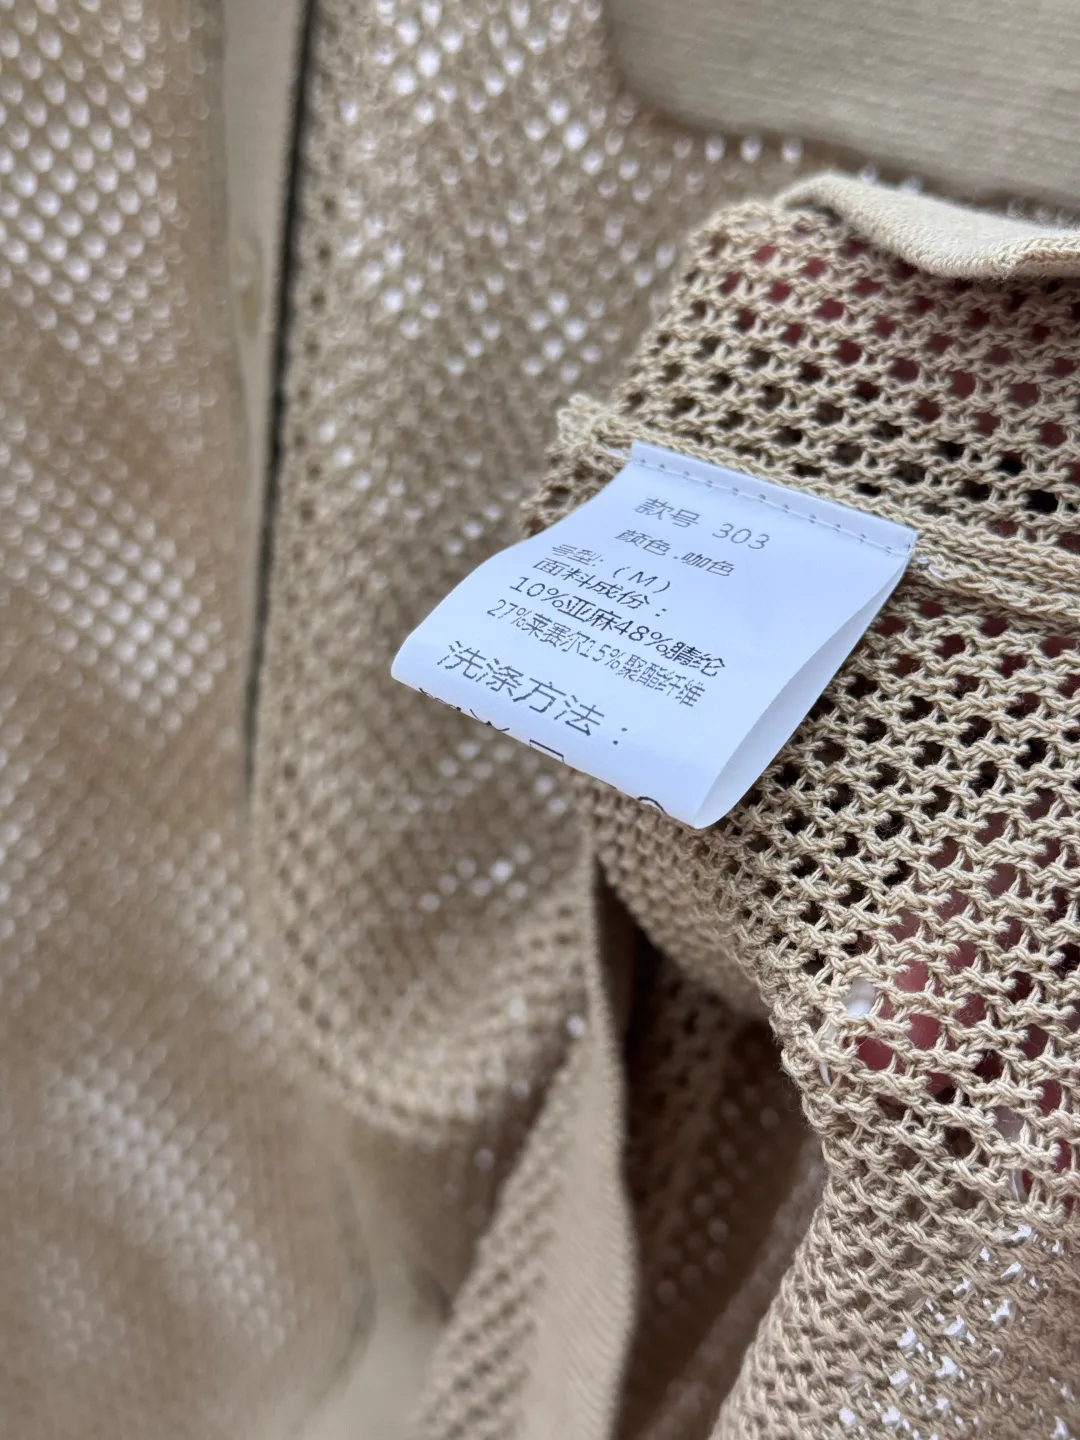 款号 303
颜色.咖色
号型:(M)
面料成份:
10%亚麻48%腈纶
27%莱赛尔15%聚酯纤维
洗涤方法: